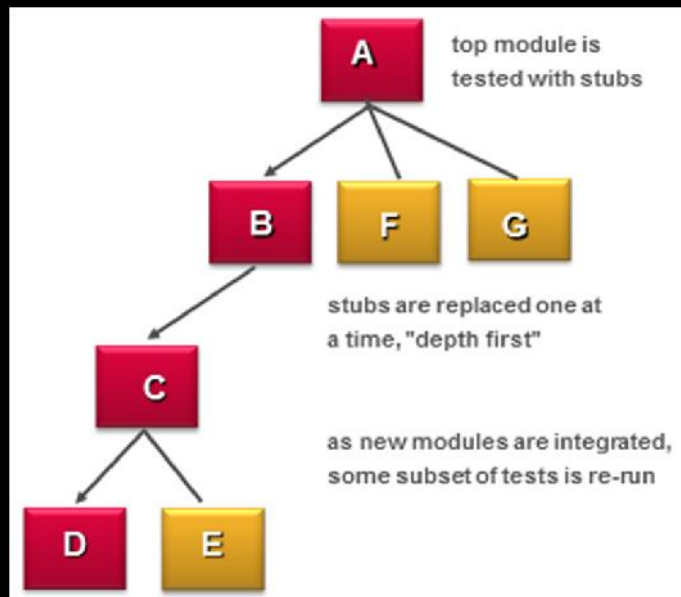 A
top module is
tested with stubs
B
F
G
stubs are replaced one at
a time, "depth first"
C
as new modules are integrated,
some subset of tests is re-run
D
E